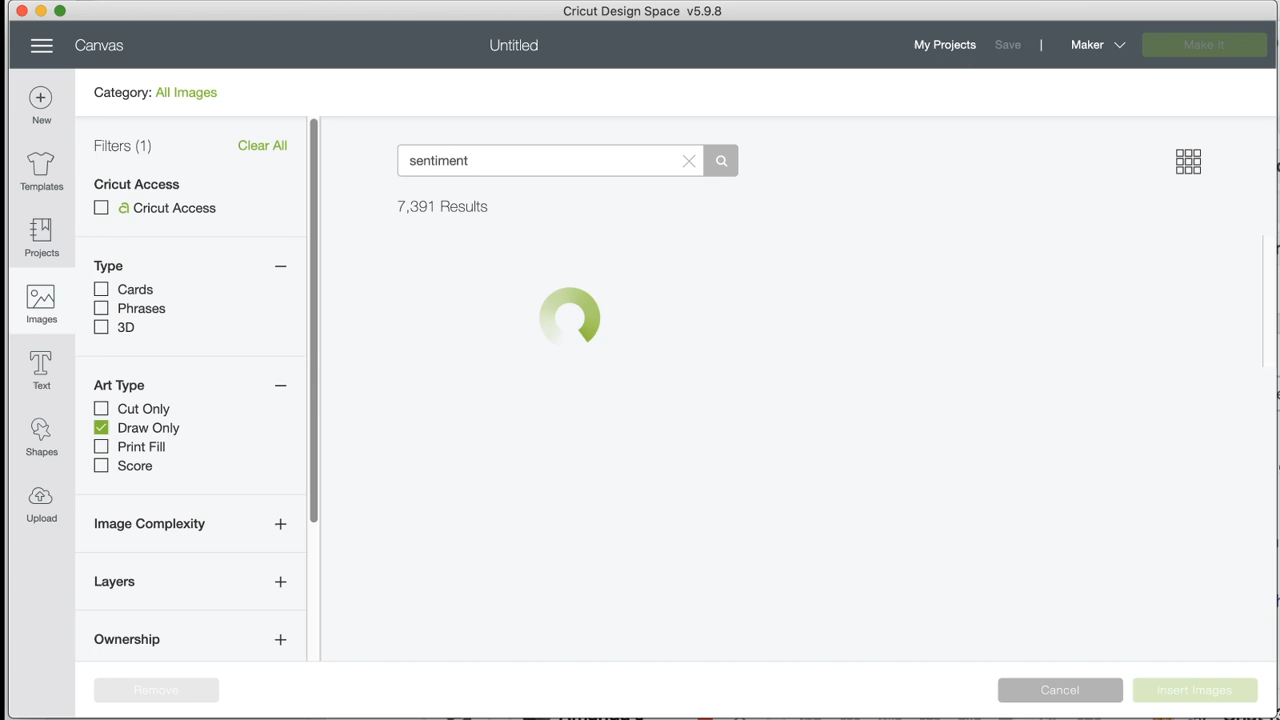 Cricut Design Space v5.9.8
Canvas
Untitled
My Projects Save | Maker Make It
New
Templates
Projects
Images
Text
Shapes
Upload
Category: All Images
Filters (1) Clear All
Cricut Access
a Cricut Access
Type
Cards
Phrases
3D
Art Type
Cut Only
Draw Only
Print Fill
Score
Image Complexity
Layers
Ownership
sentiment
7,391 Results
Remove
Cancel
Insert Images